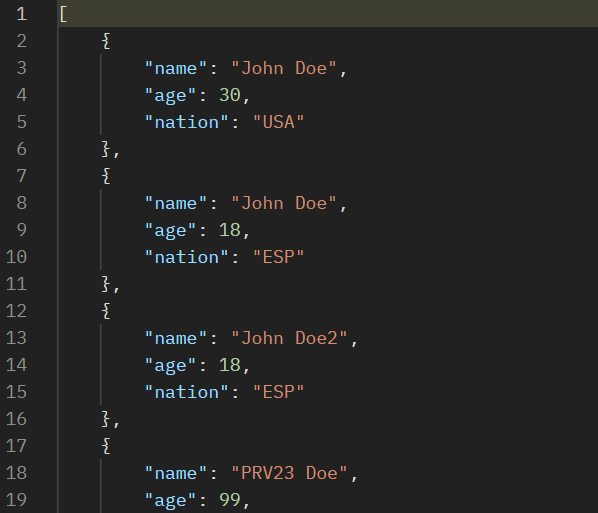 1 [
2     {
3         "name": "John Doe",
4         "age": 30,
5         "nation": "USA"
6     },
7     {
8         "name": "John Doe",
9         "age": 18,
10         "nation": "ESP"
11     },
12     {
13         "name": "John Doe2",
14         "age": 18,
15         "nation": "ESP"
16     },
17     {
18         "name": "PRV23 Doe",
19         "age": 99,